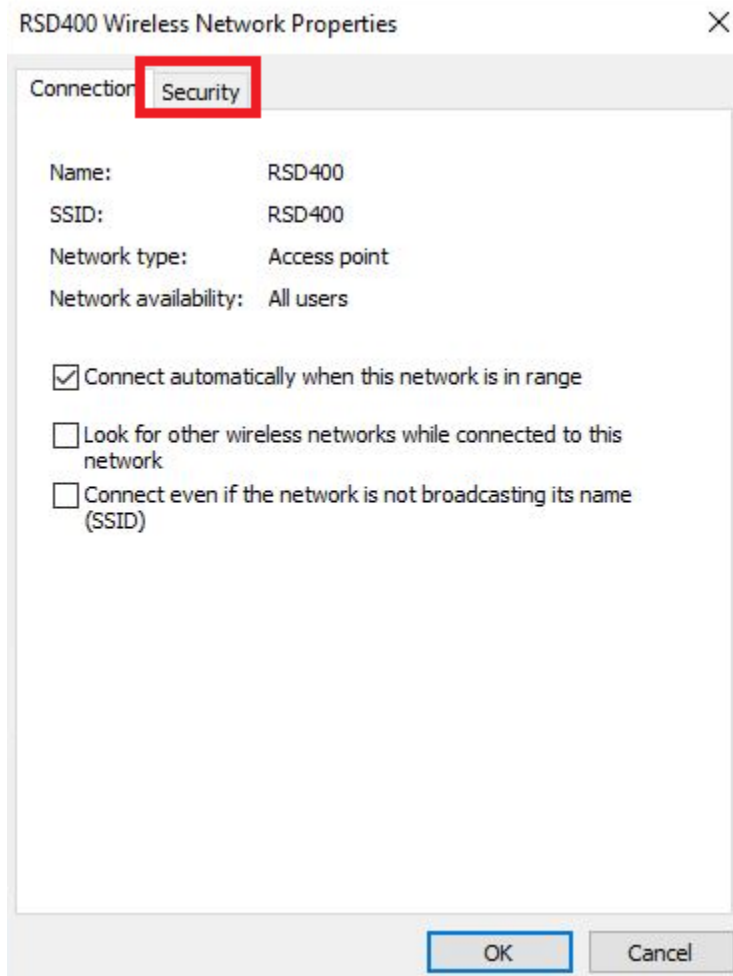 RSD400 Wireless Network Properties
Connection Security
Name: RSD400
SSID: RSD400
Network type: Access point
Network availability: All users
Connect automatically when this network is in range
Look for other wireless networks while connected to this
network
Connect even if the network is not broadcasting its name
(SSID)
OK Cancel